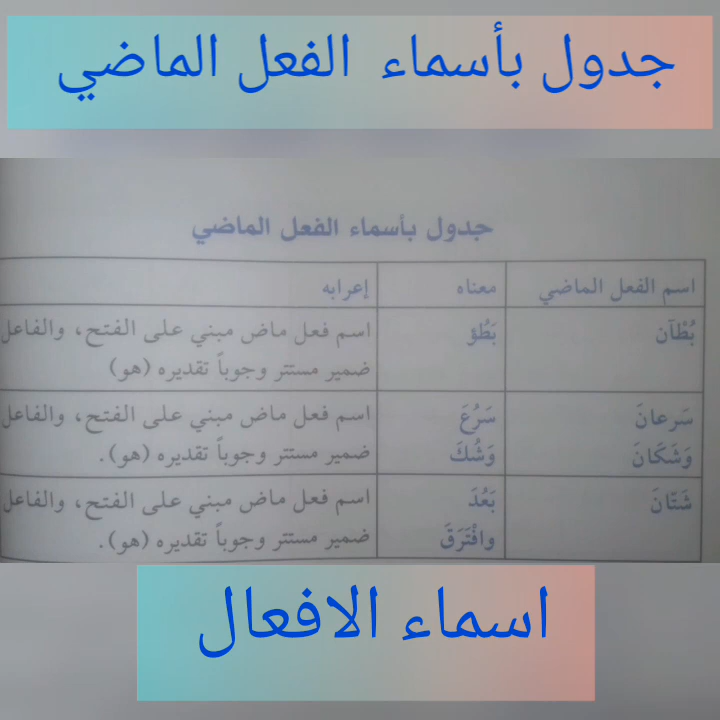 جدول بأسماء الفعل الماضي
جدول بأسماء الفعل الماضي
اسم الفعل الماضي معناه إعرابه
بُطْآن بَطُؤ اسم فعل ماض مبني على الفتح، والفاعل
ضمير مستتر وجوباً تقديره (هو)
سَرعانَ سَرُعَ اسم فعل ماض مبني على الفتح، والفاعل
وَشَكَانَ وَشُكَ ضمير مستتر وجوباً تقديره (هو).
شَتّانَ بَعُدَ اسم فعل ماض مبني على الفتح، والفاعل
وافْتَرَقَ ضمير مستتر وجوباً تقديره (هو).
اسماء الافعال